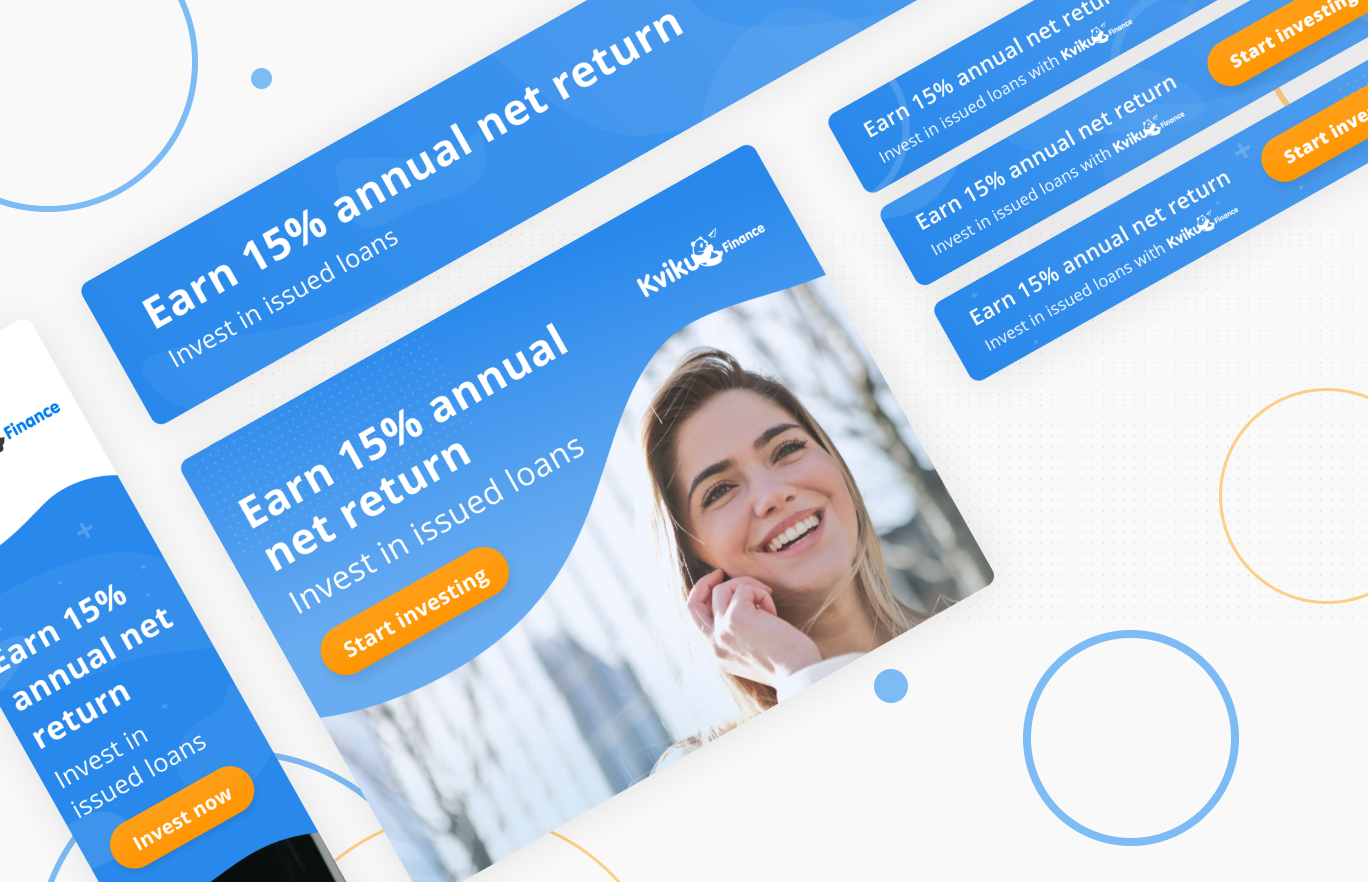 Earn 15% annual net return
Invest in issued loans
Kviku Finance
Earn 15% annual
net return
Invest in issued loans
Start investing
Finance
Earn 15%
annual net
return
Invest in
issued loans
Invest now
Earn 15% annual net retur
Invest in issued loans with Kviku Finance
Earn 15% annual net return
Invest in issued loans with Kviku Finance
Start investing
Earn 15% annual net return
Invest in issued loans with Kviku Finance
Start inve